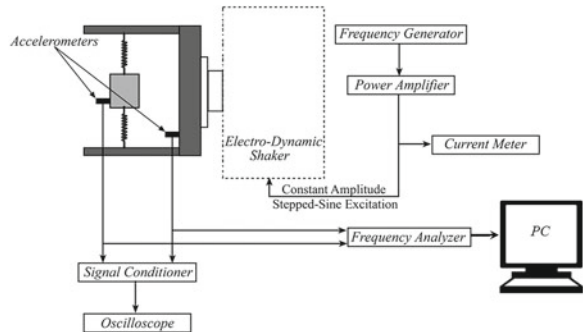 Accelerometers
Frequency Generator
Power Amplifier
Electro-Dynamic
Shaker
Current Meter
Constant Amplitude
Stepped-Sine Excitation
Frequency Analyzer
PC
Signal Conditioner
Oscilloscope